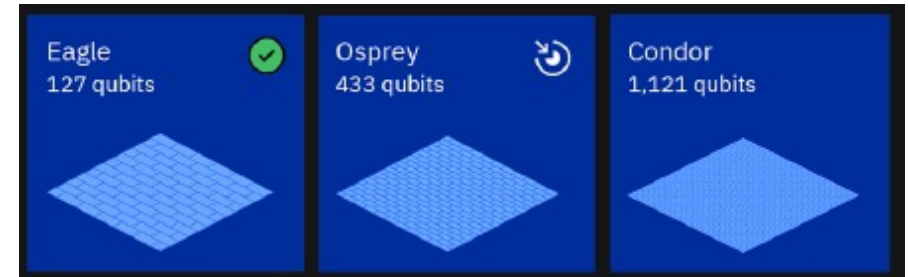 Eagle
127 qubits
Osprey
433 qubits
Condor
1,121 qubits